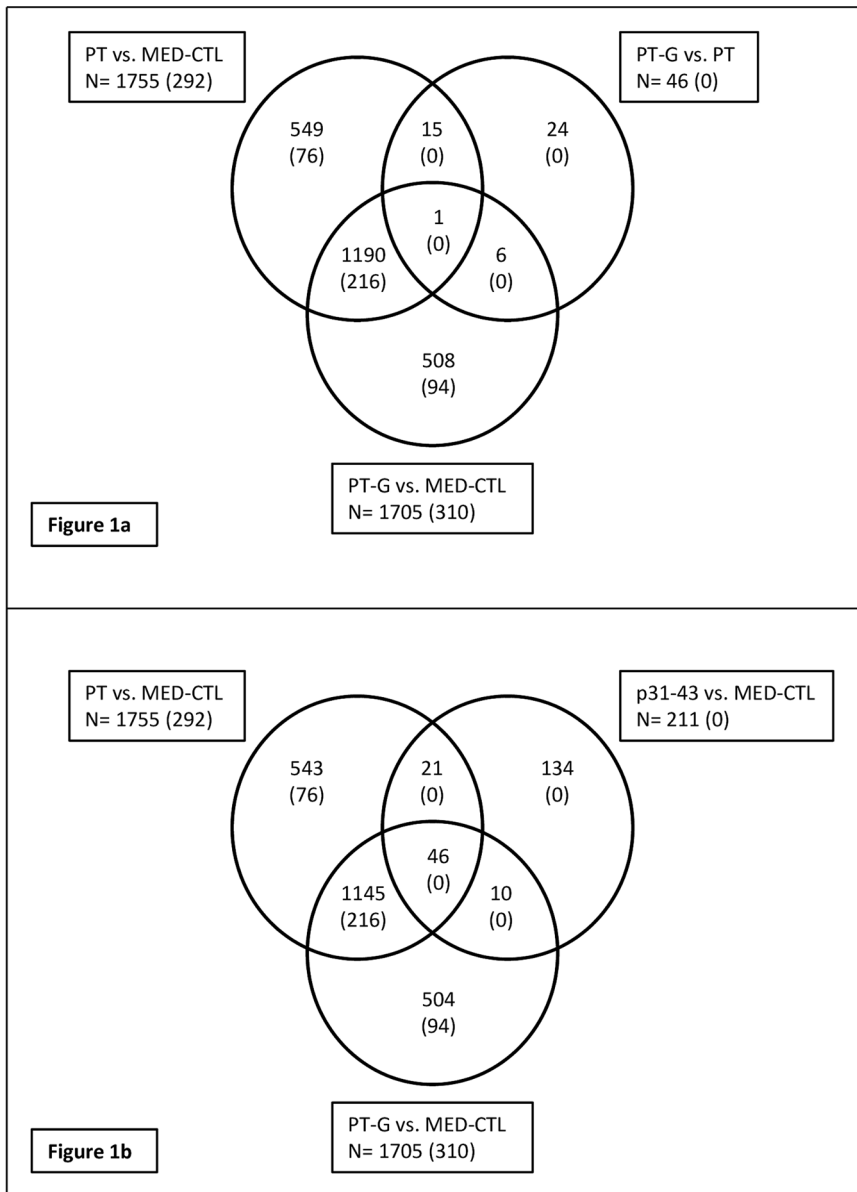 PT vs. MED-CTL
N= 1755 (292)
PT-G vs. PT
N= 46 (0)
549
(76)
15
(0)
24
(0)
1
(0)
1190
(216)
6
(0)
508
(94)
PT-G vs. MED-CTL
N= 1705 (310)
Figure 1a
PT vs. MED-CTL
N= 1755 (292)
p31-43 vs. MED-CTL
N= 211 (0)
543
(76)
21
(0)
134
(0)
46
(0)
1145
(216)
10
(0)
504
(94)
PT-G vs. MED-CTL
N= 1705 (310)
Figure 1b